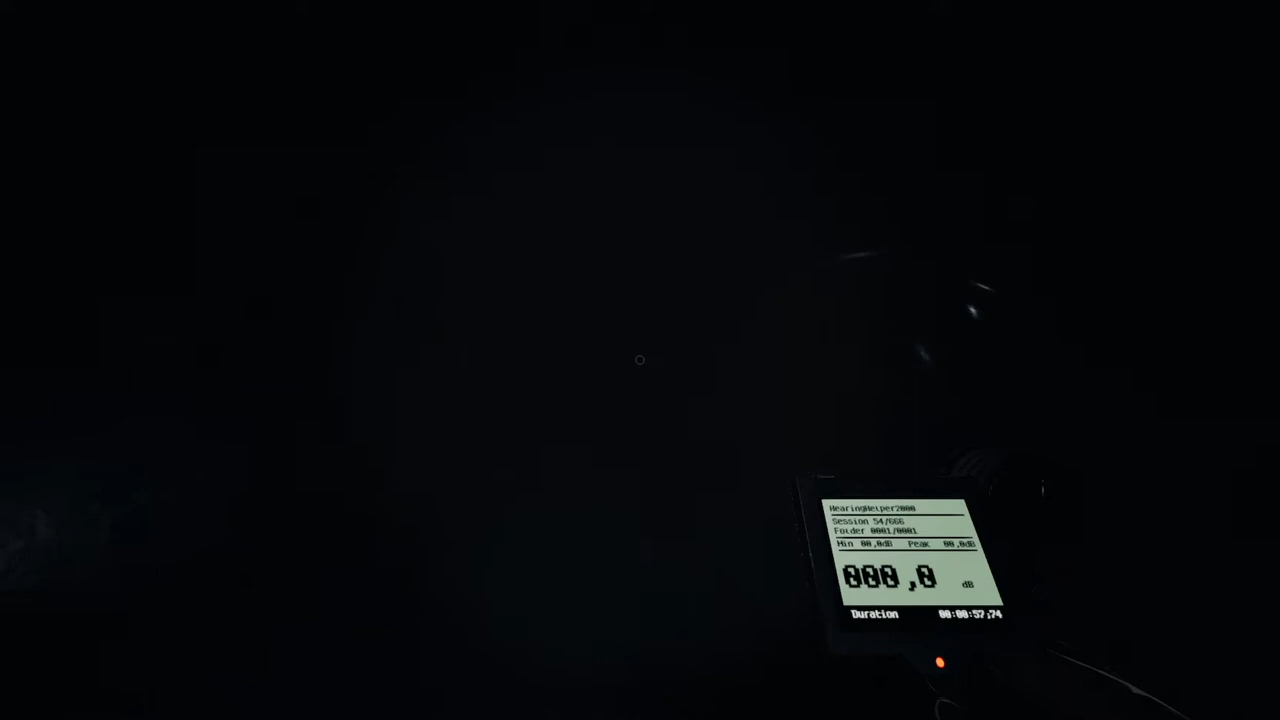 HearingHelper2000
Session 54/666
Folder 0001/0001
Min 00,0dB Peak 00,0dB
000,0 dB
Duration 00:00:57;74